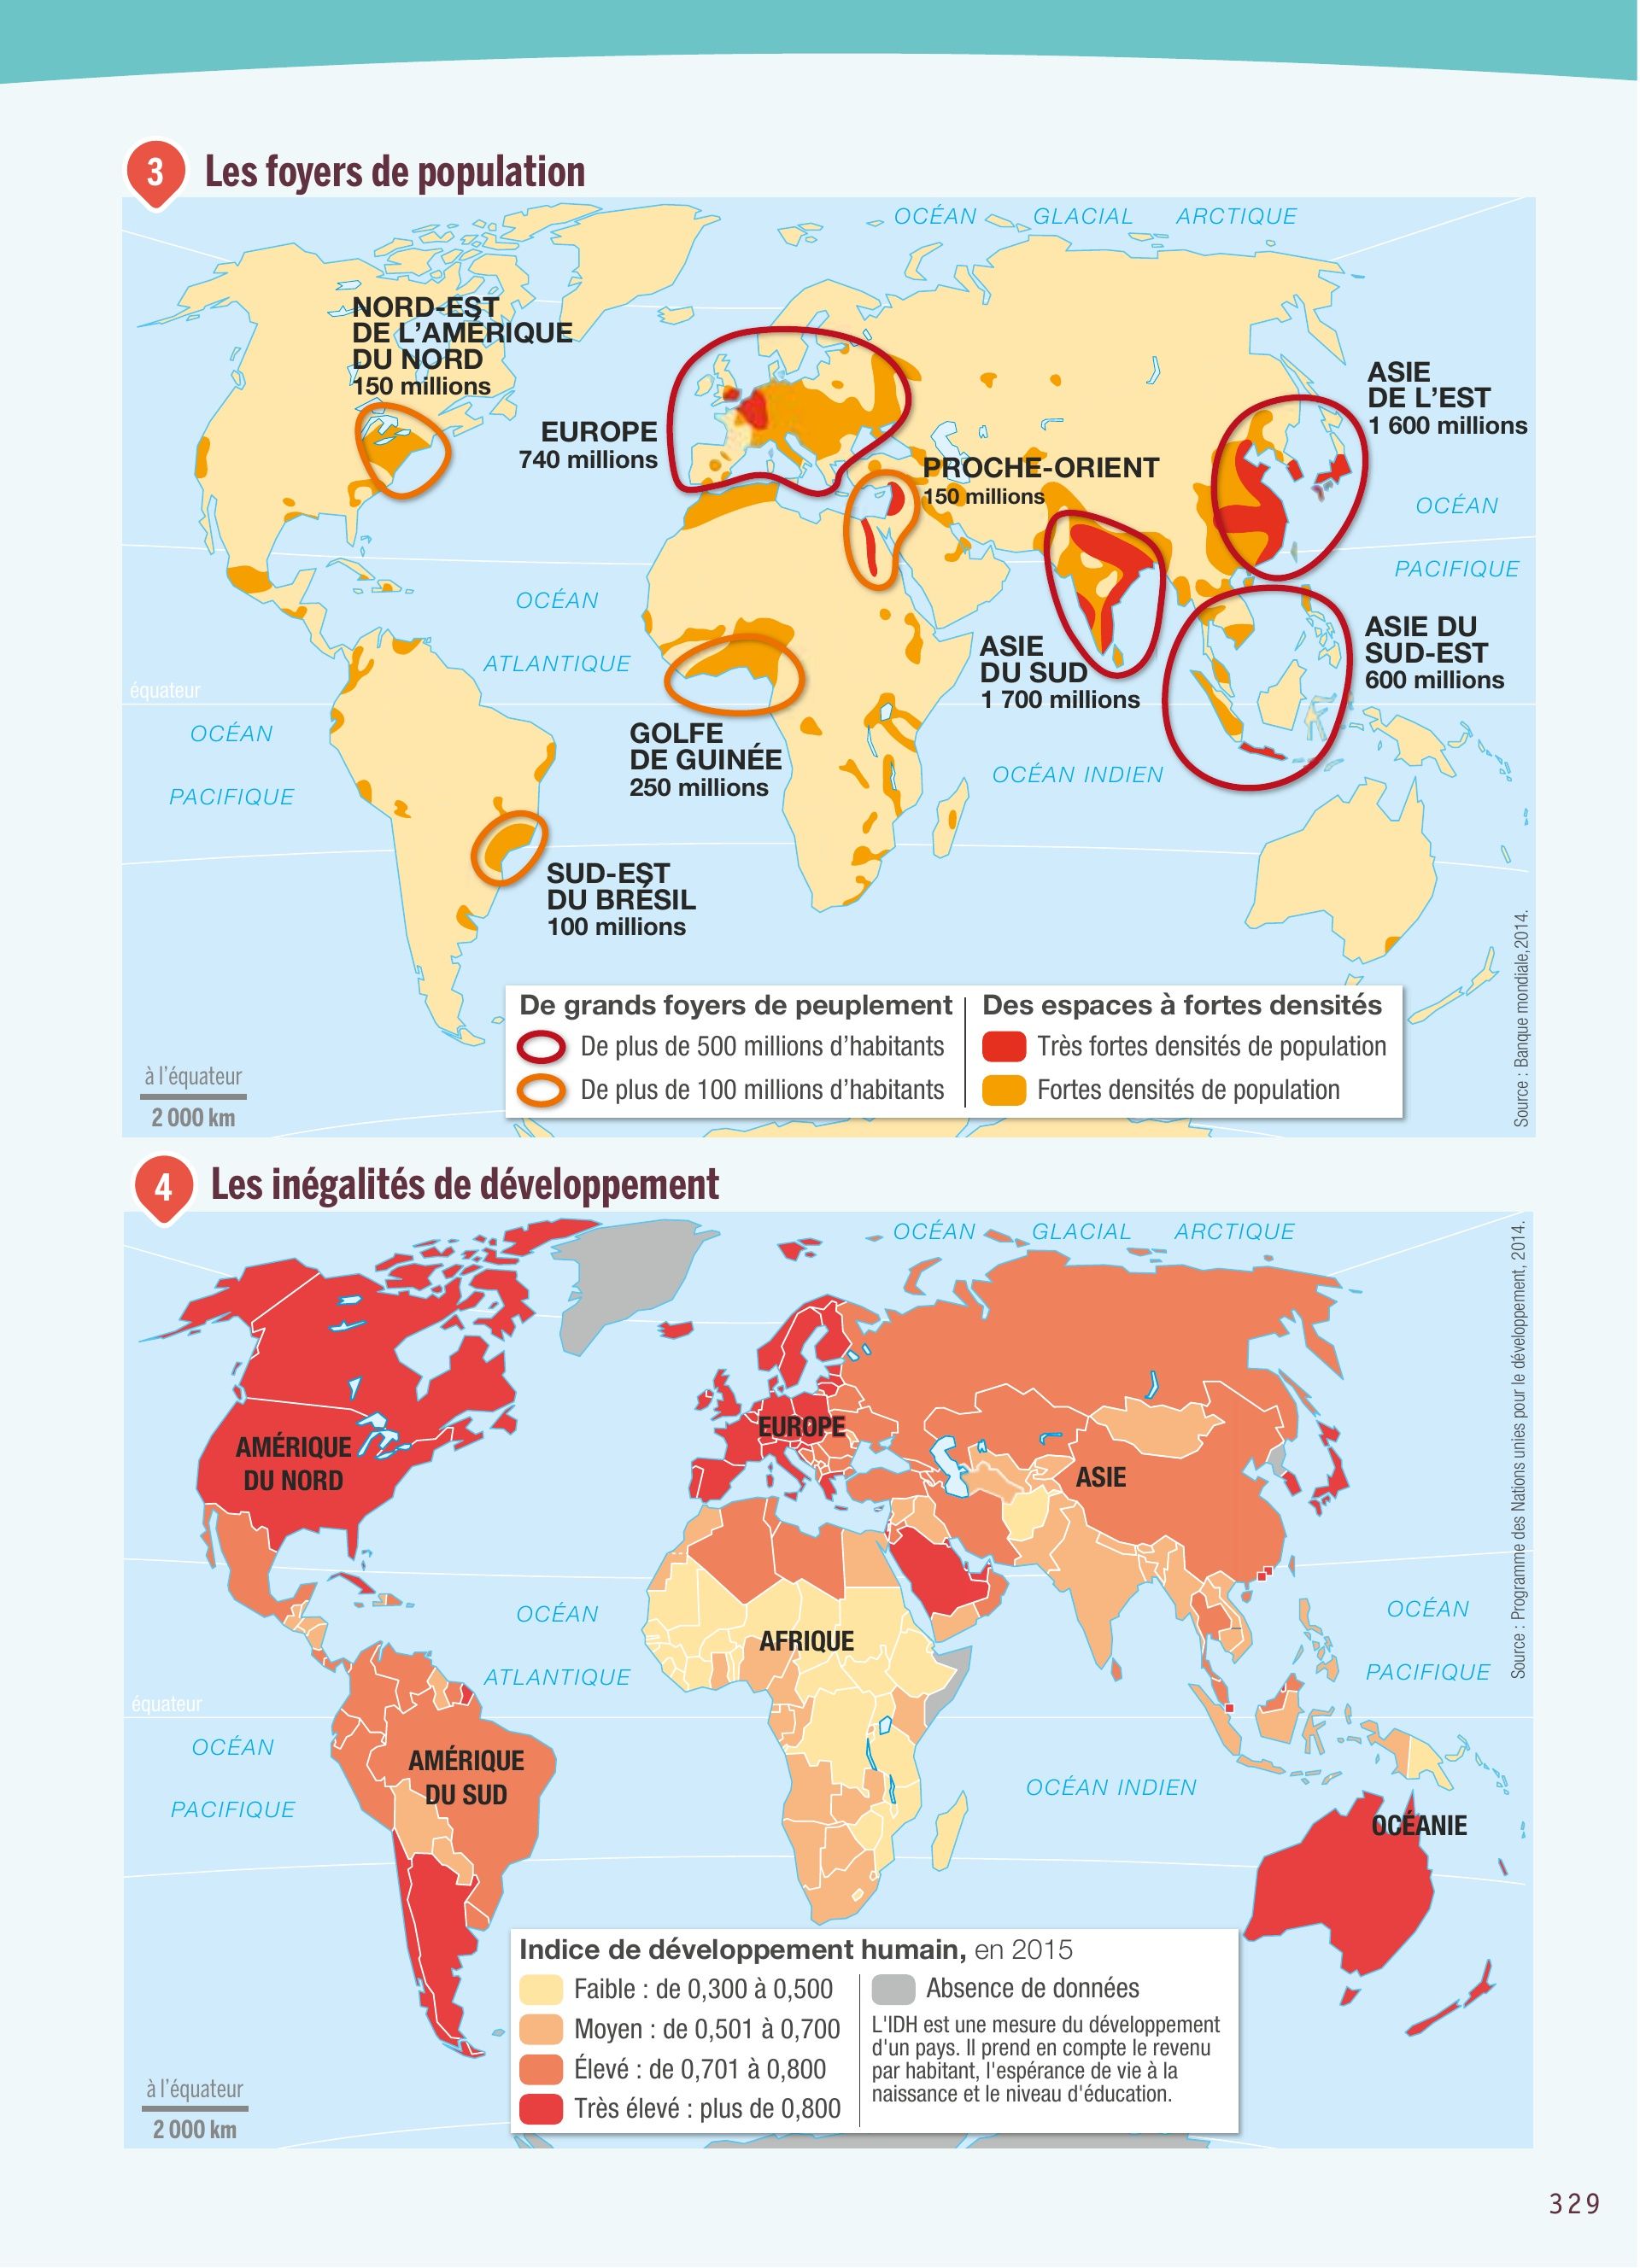 3
Les foyers de population
OCÉAN GLACIAL ARCTIQUE
NORD-EST
DE L'AMÉRIQUE
DU NORD
150 millions
EUROPE
740 millions
PROCHE-ORIENT
150 millions
ASIE
DE L'EST
1 600 millions
OCÉAN
PACIFIQUE
OCÉAN
ATLANTIQUE
ASIE
DU SUD
1 700 millions
ASIE DU
SUD-EST
600 millions
équateur
OCÉAN
PACIFIQUE
GOLFE
DE GUINÉE
250 millions
OCÉAN INDIEN
SUD-EST
DU BRÉSIL
100 millions
De grands foyers de peuplement
De plus de 500 millions d'habitants
De plus de 100 millions d'habitants
Des espaces à fortes densités
Très fortes densités de population
Fortes densités de population
à l'équateur
2 000 km
Source : Banque mondiale,2014.
4
Les inégalités de développement
OCÉAN GLACIAL ARCTIQUE
AMÉRIQUE
DU NORD
EUROPE
ASIE
OCÉAN
ATLANTIQUE
AFRIQUE
OCÉAN
PACIFIQUE
équateur
OCÉAN
PACIFIQUE
AMÉRIQUE
DU SUD
OCÉAN INDIEN
OCÉANIE
Indice de développement humain, en 2015
Faible : de 0,300 à 0,500
Moyen : de 0,501 à 0,700
Élevé : de 0,701 à 0,800
Très élevé : plus de 0,800
Absence de données
L'IDH est une mesure du développement
d'un pays. Il prend en compte le revenu
par habitant, l'espérance de vie à la
naissance et le niveau d'éducation.
à l'équateur
2 000 km
Source : Programme des Nations unies pour le développement, 2014.
329